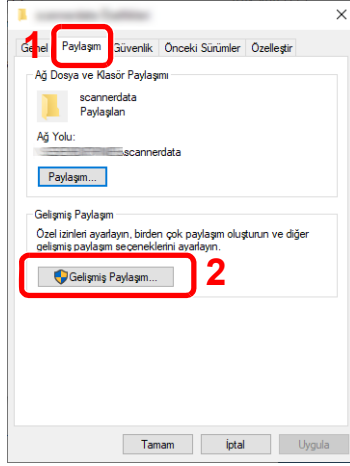 1
Genel Paylaşım Güvenlik Önceki Sürümler Özelleştir
Ağ Dosya ve Klasör Paylaşımı
scannerdata
Paylaşılan
Ağ Yolu:
scannerdata
Paylaşım...
Gelişmiş Paylaşım
Özel izinleri ayarlayın, birden çok paylaşım oluşturun ve diğer
gelişmiş paylaşım seçeneklerini ayarlayın.
Gelişmiş Paylaşım... 2
Tamam İptal Uygula